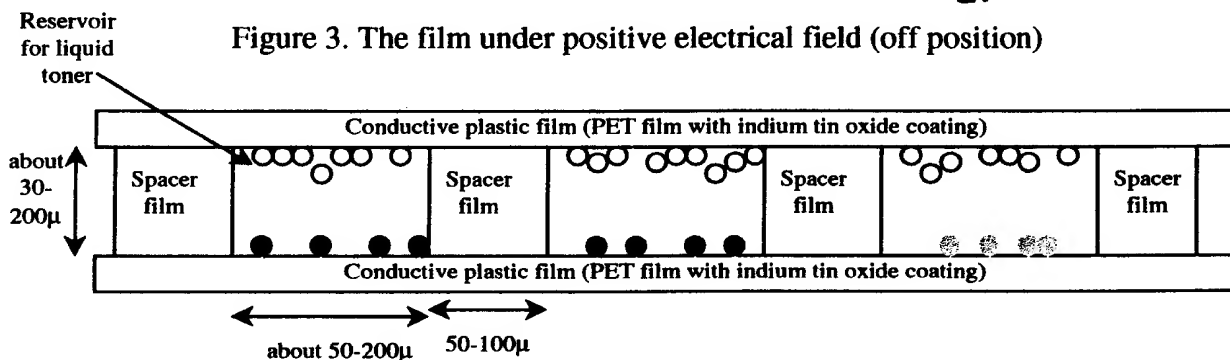 Reservoir
for liquid
toner
Figure 3. The film under positive electrical field (off position)
Conductive plastic film (PET film with indium tin oxide coating)
about
30-
200μ
Spacer
film
Spacer
film
Spacer
film
Spacer
film
Conductive plastic film (PET film with indium tin oxide coating)
about 50-200μ
50-100μ